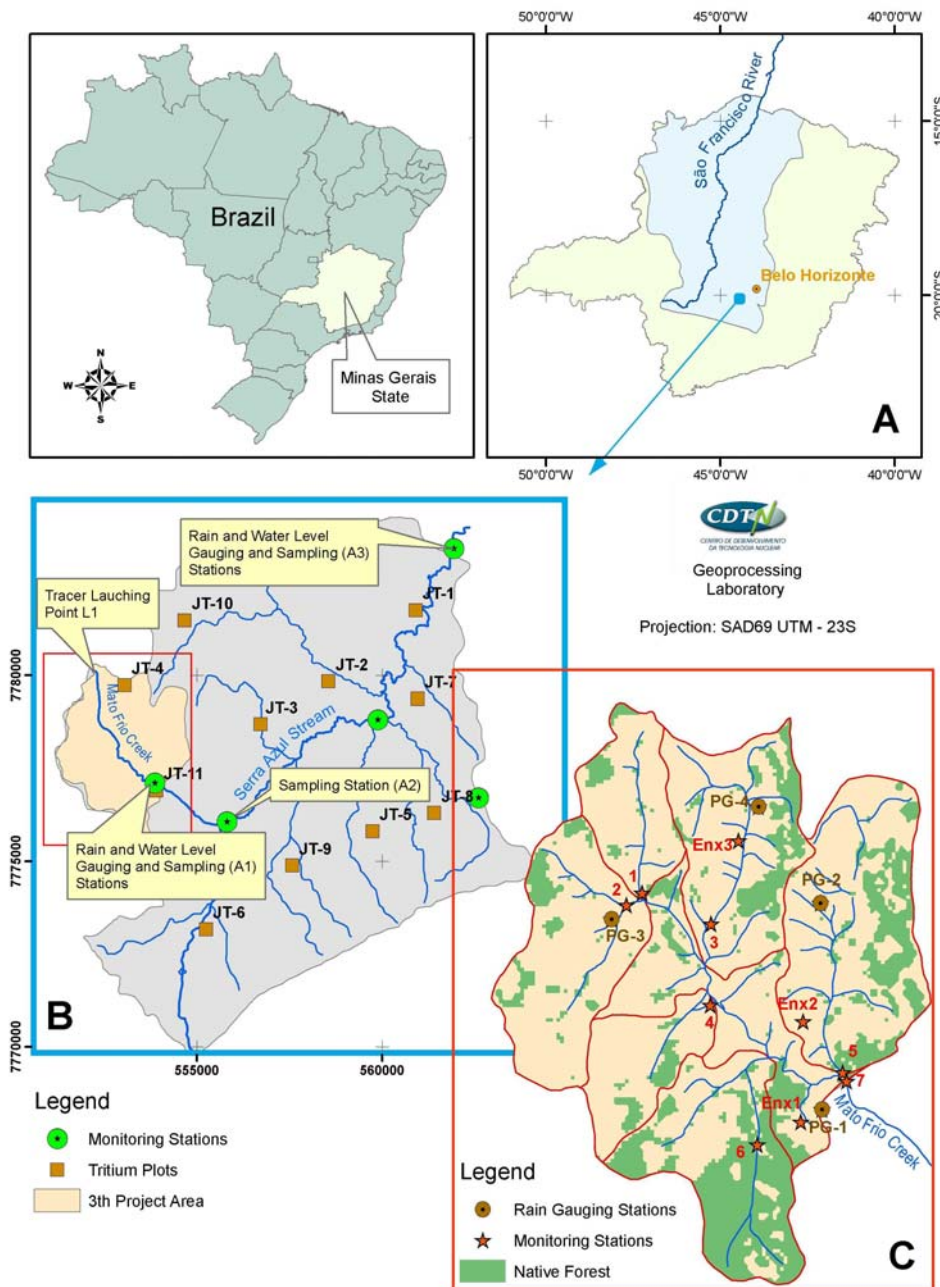 Brazil
Minas Gerais
State
N
W
E
S
50°0'0"W
45°0'0"W
40°0'0"W
15°0'0"S
20°0'0"S
São Francisco River
Belo Horizonte
A
50°0'0"W
45°0'0"W
40°0'0"W
CDTN
CENTRO DE DESENVOLVIMENTO
DA TECNOLOGIA NUCLEAR
Geoprocessing
Laboratory
Projection: SAD69 UTM - 23S
Rain and Water Level
Gauging and Sampling (A3)
Stations
Tracer Lauching
Point L1
JT-10
JT-1
JT-4
JT-2
JT-7
JT-3
Mato Frio Creek
Serra Azul Stream
JT-11
Sampling Station (A2)
JT-8
JT-5
Rain and Water Level
Gauging and Sampling (A1)
Stations
JT-9
JT-6
B
7780000
7775000
7770000
555000
560000
Legend
Monitoring Stations
Tritium Plots
3th Project Area
PG-4
Enx3
PG-2
1
2
PG-3
3
4
Enx2
5
7
Enx1
PG-1
Mato Frio Creek
6
Legend
Rain Gauging Stations
Monitoring Stations
Native Forest
C